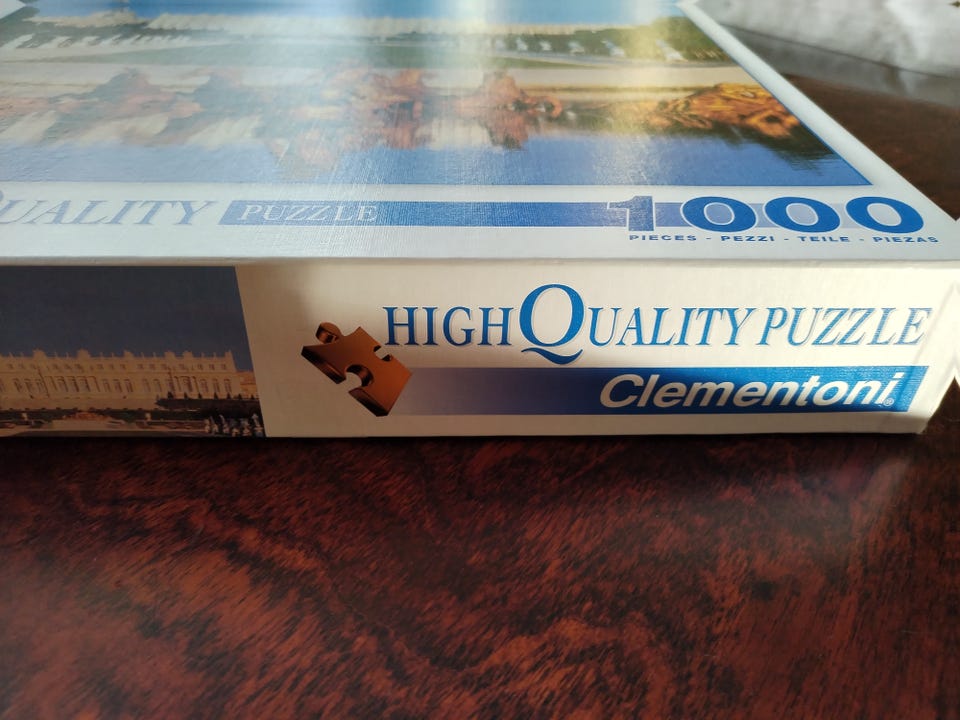 QUALITY PUZZLE 1000
PIECES - PEZZI - TEILE - PIEZAS
HIGH QUALITY PUZZLE
Clementoni®